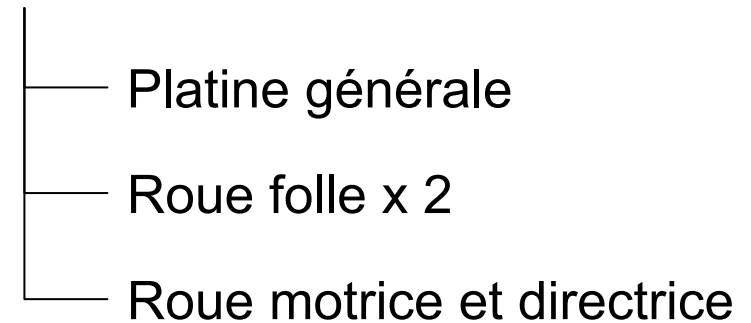 Platine générale
Roue folle x 2
Roue motrice et directrice